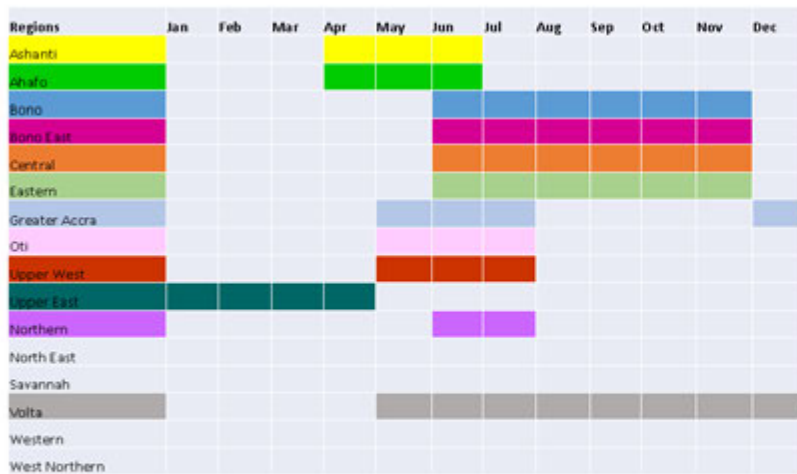 Regions Jan Feb Mar Apr May Jun Jul Aug Sep Oct Nov Dec
Ashanti
Ahafo
Bono
Bono East
Central
Eastern
Greater Accra
Oti
Upper West
Upper East
Northern
North East
Savannah
Volta
Western
West Northern